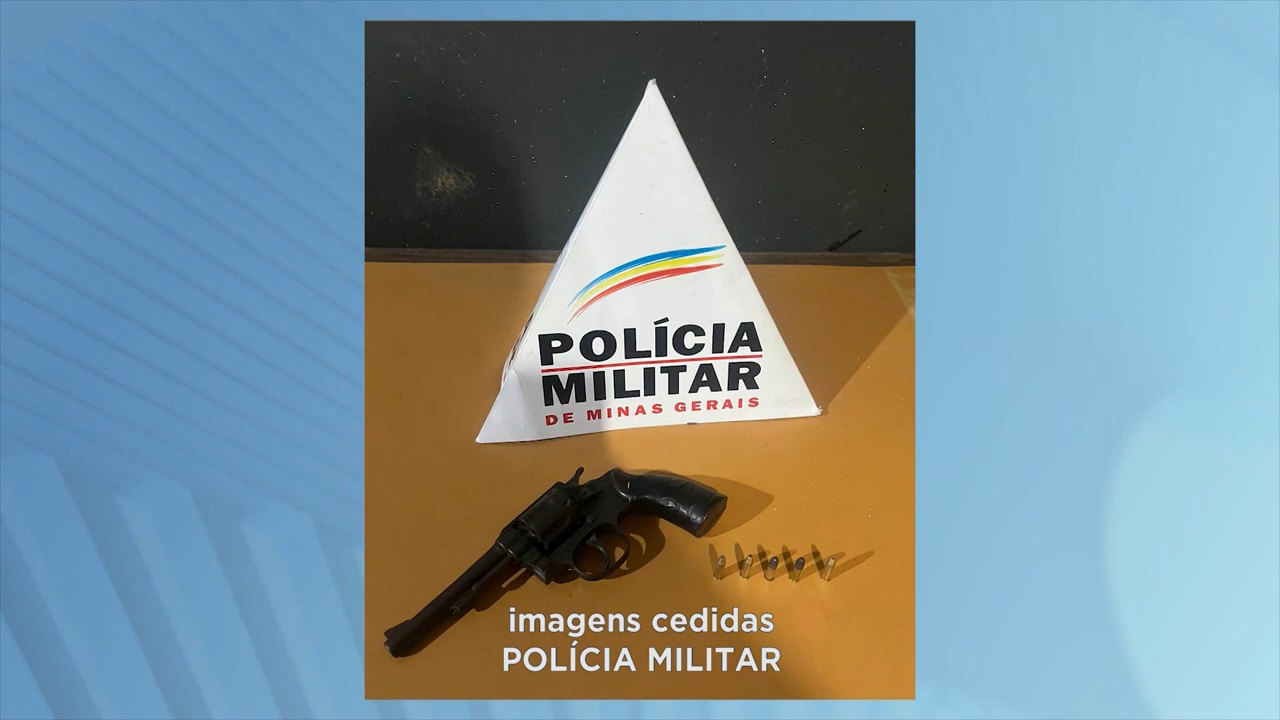 POLÍCIA
MILITAR
DE MINAS GERAIS
imagens cedidas
POLÍCIA MILITAR